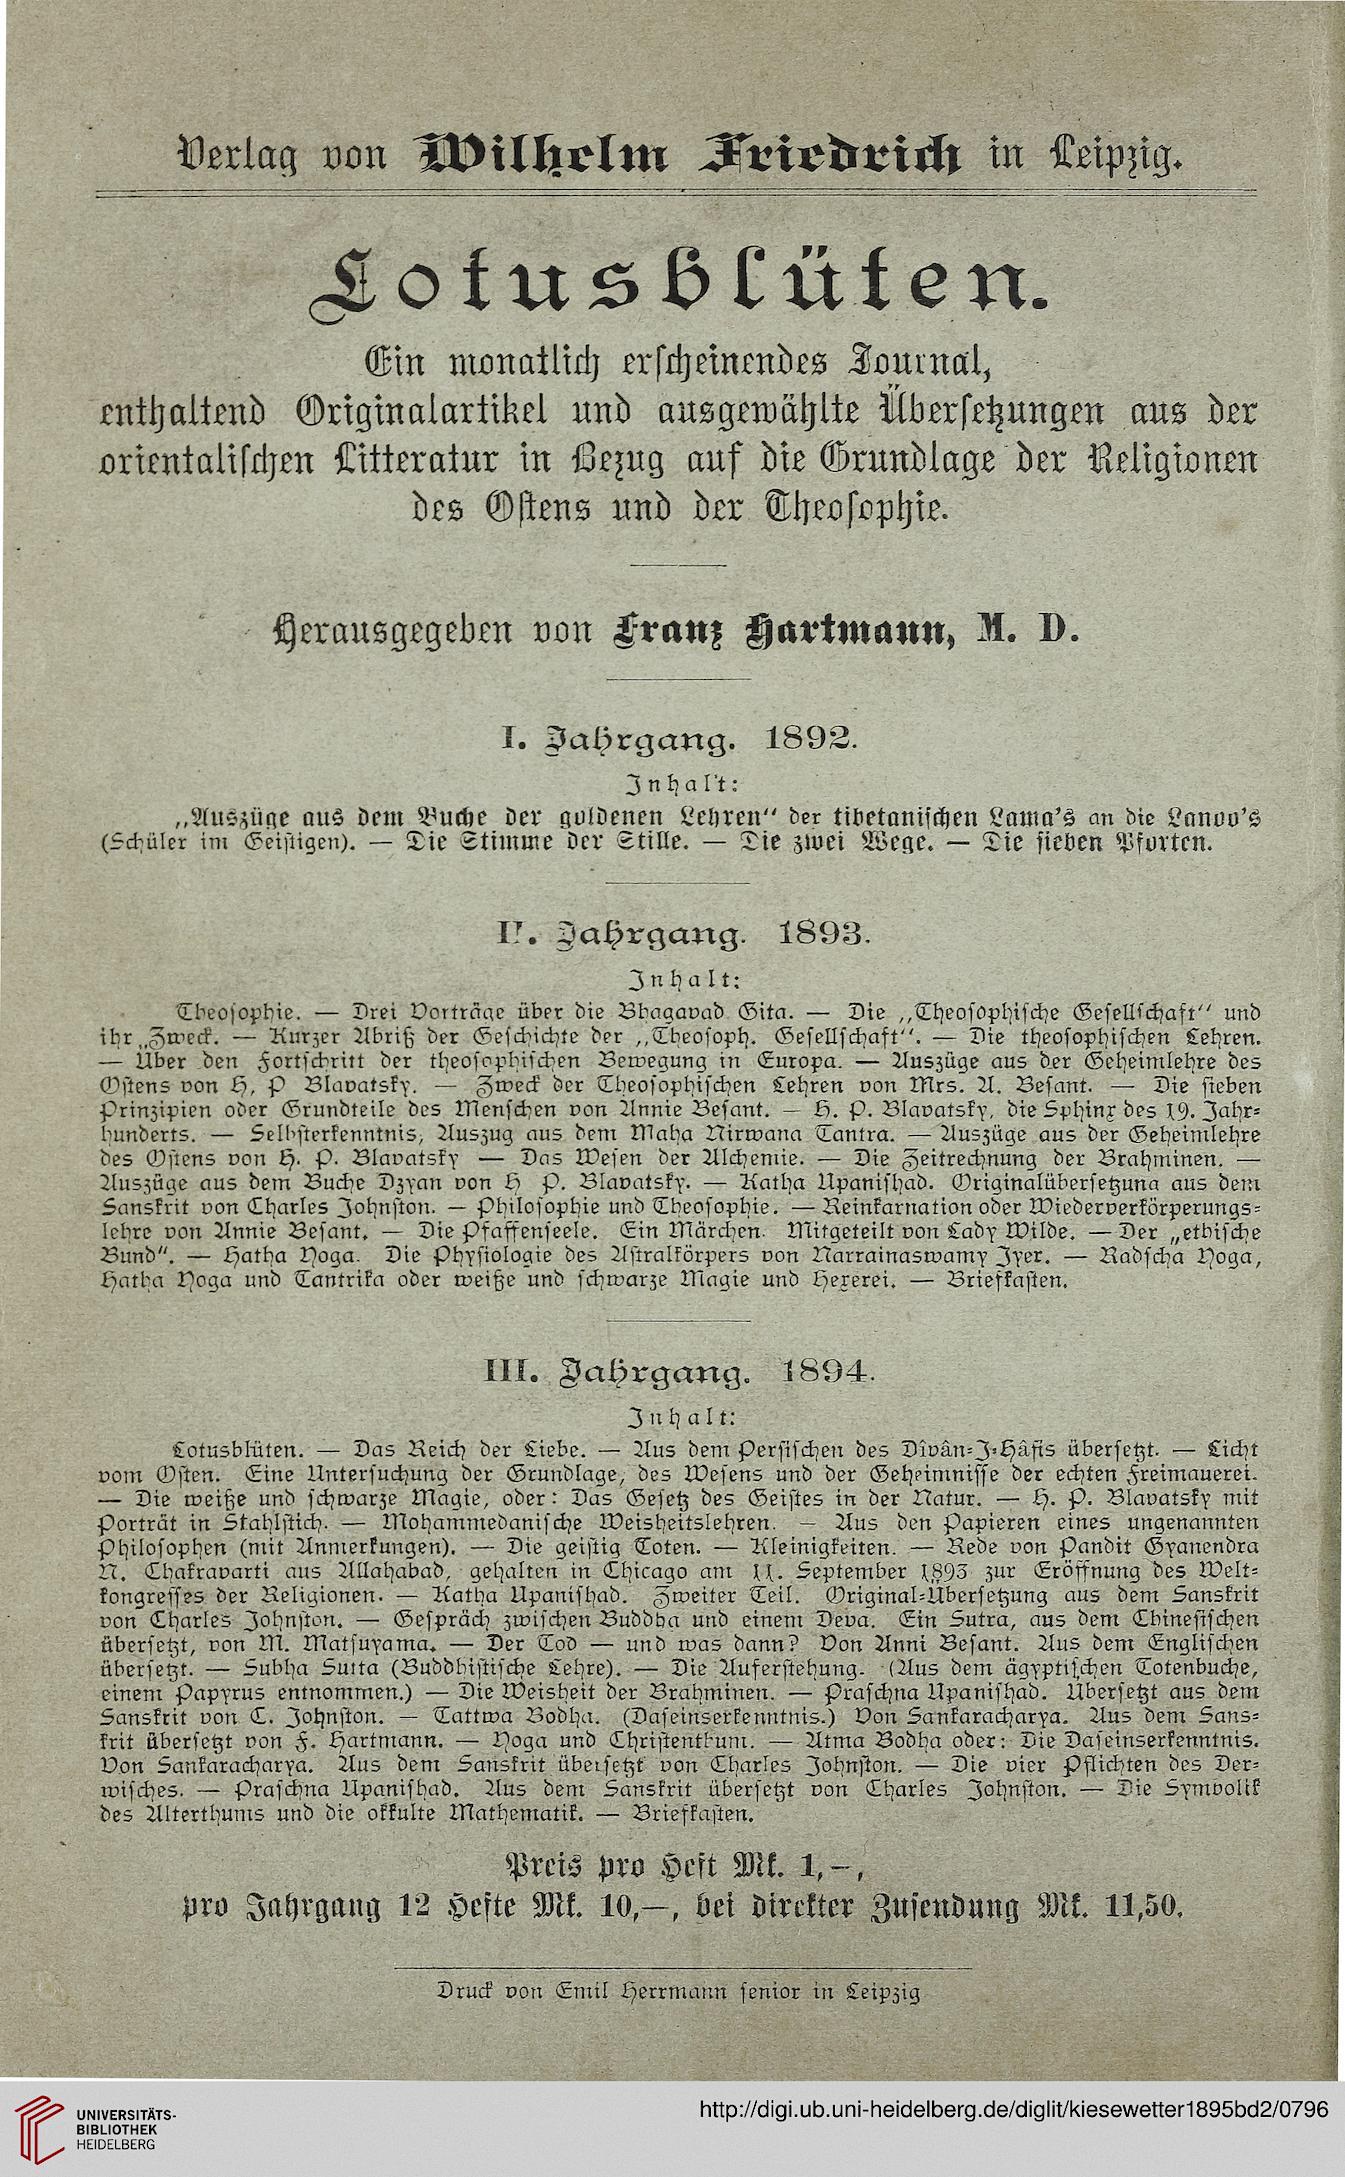 Verlag von Wilhelm Friedrich in Leipzig.
Lotusblüten.
Ein monatlich erscheinendes Journal,
enthaltend Originalartikel und ausgewählte Übersetzungen aus der
orientalischen Litteratur in Bezug auf die Grundlage der Religionen
des Ostens und der Theosophie.
Herausgegeben von Franz Hartmann, M. D.
I. Jahrgang. 1892.
Inhalt:
„Auszüge aus dem Buche der goldenen Lehren" der tibetanischen Lama's an die Lanoo's
(Schüler im Geistigen). — Die Stimme der Stille. — Die zwei Wege. — Die sieben Pforten.
II. Jahrgang. 1893.
Inhalt:
Theosophie. — Drei Vorträge über die Bhagavad Gita. — Die „Theosophische Gesellschaft" und
ihr Zweck. — Kurzer Abriß der Geschichte der „Theosoph. Gesellschaft". — Die theosophischen Lehren.
— Über den Fortschritt der theosophischen Bewegung in Europa. — Auszüge aus der Geheimlehre des
Ostens von H. P Blavatsky. — Zweck der Theosophischen Lehren von Mrs. A. Besant. — Die sieben
Prinzipien oder Grundteile des Menschen von Annie Besant. — H. P. Blavatsky, die Sphinx des 19. Jahr-
hunderts. — Selbsterkenntnis, Auszug aus dem Maha Nirwana Tantra. — Auszüge aus der Geheimlehre
des Ostens von H. P. Blavatsky — Das Wesen der Alchemie. — Die Zeitrechnung der Brahminen. —
Auszüge aus dem Buche Dzyan von H P. Blavatsky. — Katha Upanishad. Originalübersetzung aus dem
Sanskrit von Charles Johnston. — Philosophie und Theosophie. — Reinkarnation oder Wiederverkörperungs-
lehre von Annie Besant. — Die Pfaffenseele. Ein Märchen. Mitgeteilt von Lady Wilde. — Der „ethische
Bund". — Hatha Yoga. Die Physiologie des Astralkörpers von Narrainaswamy Iyer. — Radscha Yoga,
Hatha Yoga und Tantrika oder weiße und schwarze Magie und Hexerei. — Briefkasten.
III. Jahrgang. 1894.
Inhalt:
Lotusblüten. — Das Reich der Liebe. — Aus dem Persischen des Dîvân-I-Hâfis übersetzt. — Licht
vom Osten. Eine Untersuchung der Grundlage, des Wesens und der Geheimnisse der echten Freimauerei.
— Die weiße und schwarze Magie, oder: Das Gesetz des Geistes in der Natur. — H. P. Blavatsky mit
Porträt in Stahlstich. — Mohammedanische Weisheitslehren. — Aus den Papieren eines ungenannten
Philosophen (mit Anmerkungen). — Die geistig Toten. — Kleinigkeiten. — Rede von Pandit Gyanendra
N. Chakravarti aus Allahabad, gehalten in Chicago am 11. September 1893 zur Eröffnung des Welt-
kongresses der Religionen. — Katha Upanishad. Zweiter Teil. Original-Übersetzung aus dem Sanskrit
von Charles Johnston. — Gespräch zwischen Buddha und einem Deva. Ein Sutra, aus dem Chinesischen
übersetzt, von M. Matsuyama. — Der Tod — und was dann? Von Anni Besant. Aus dem Englischen
übersetzt. — Subha Sutta (Buddhistische Lehre). — Die Auferstehung. (Aus dem ägyptischen Totenbuche,
einem Papyrus entnommen.) — Die Weisheit der Brahminen. — Praschna Upanishad. Übersetzt aus dem
Sanskrit von C. Johnston. — Tattwa Bodha. (Daseinserkenntnis.) Von Sankaracharya. Aus dem Sans-
krit übersetzt von F. Hartmann. — Yoga und Christenthum. — Atma Bodha oder: Die Daseinserkenntnis.
Von Sankaracharya. Aus dem Sanskrit übersetzt von Charles Johnston. — Die vier Pflichten des Der-
wisches. — Praschna Upanishad. Aus dem Sanskrit übersetzt von Charles Johnston. — Die Symbolik
des Alterthums und die okkulte Mathematik. — Briefkasten.
Preis pro Heft Mk. 1,—,
pro Jahrgang 12 Hefte Mk. 10,—, bei direkter Zusendung Mk. 11,50.
Druck von Emil Herrmann senior in Leipzig
UNIVERSITÄTS-
BIBLIOTHEK
HEIDELBERG
http://digi.ub.uni-heidelberg.de/diglit/kiesewetter1895bd2/0796